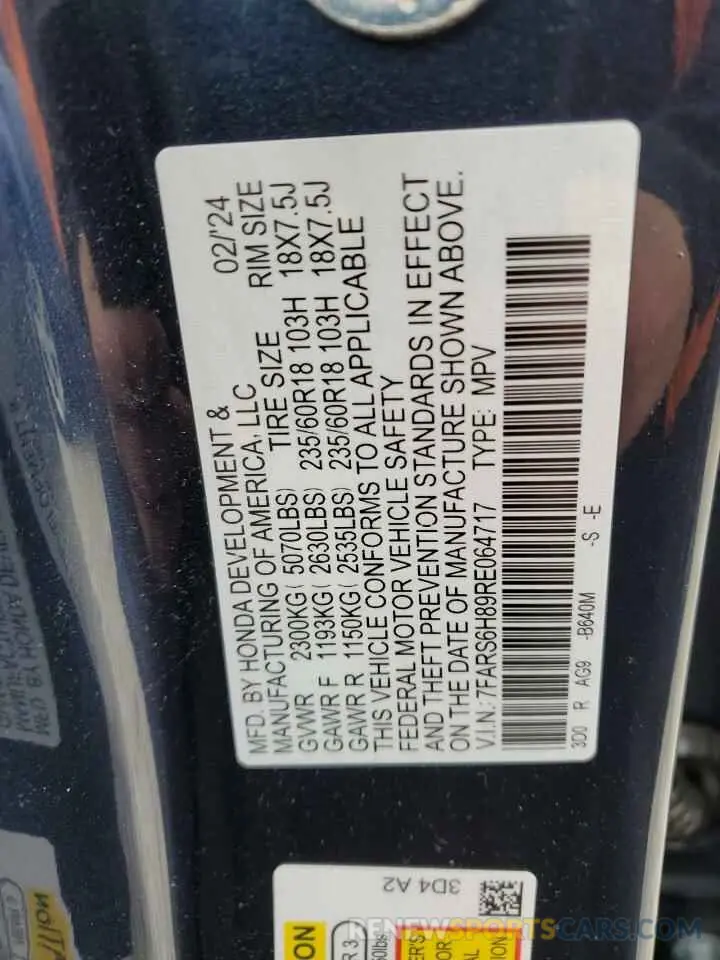 MFD. BY HONDA DEVELOPMENT & 02/'24
MANUFACTURING OF AMERICA, LLC
TIRE SIZE RIM SIZE
GVWR 2300KG( 5070LBS)
GAWR F 1193KG( 2630LBS) 235/60R18 103H 18X7.5J
GAWR R 1150KG( 2535LBS) 235/60R18 103H 18X7.5J
THIS VEHICLE CONFORMS TO ALL APPLICABLE
FEDERAL MOTOR VEHICLE SAFETY
AND THEFT PREVENTION STANDARDS IN EFFECT
ON THE DATE OF MANUFACTURE SHOWN ABOVE.
V.I.N.: 7FARS6H89RE064717 TYPE: MPV
3D0 R AG9 -B640M -S -E
3D4 A2
RENEWSPORTSCARS.COM